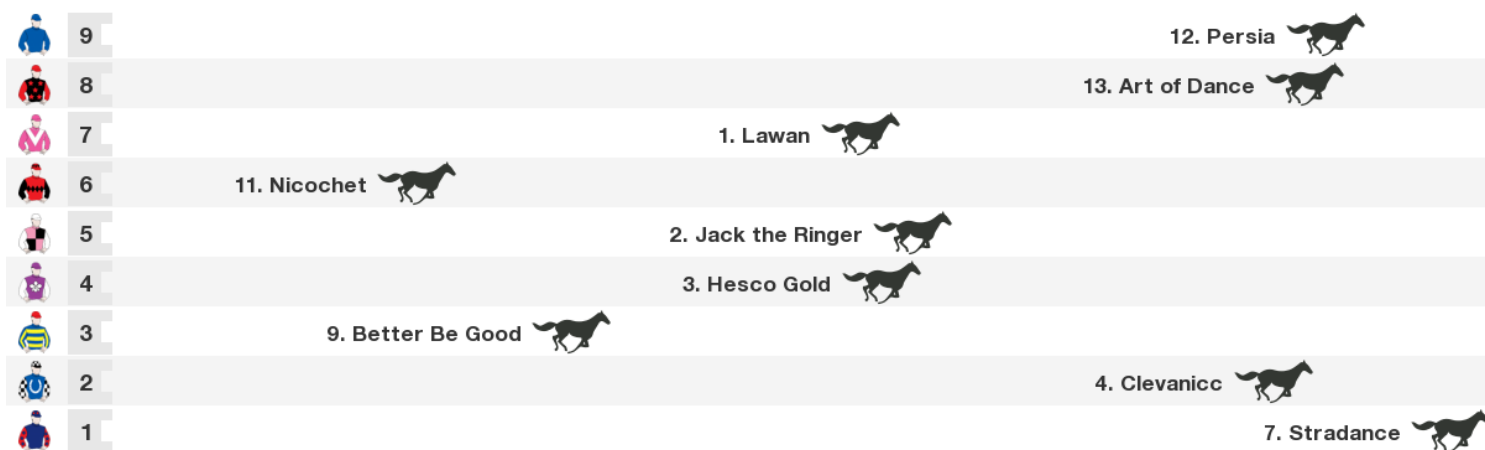 9 12. Persia
8 13. Art of Dance
7 1. Lawan
6 11. Nicochet
5 2. Jack the Ringer
4 3. Hesco Gold
3 9. Better Be Good
2 4. Clevanicc
1 7. Stradance